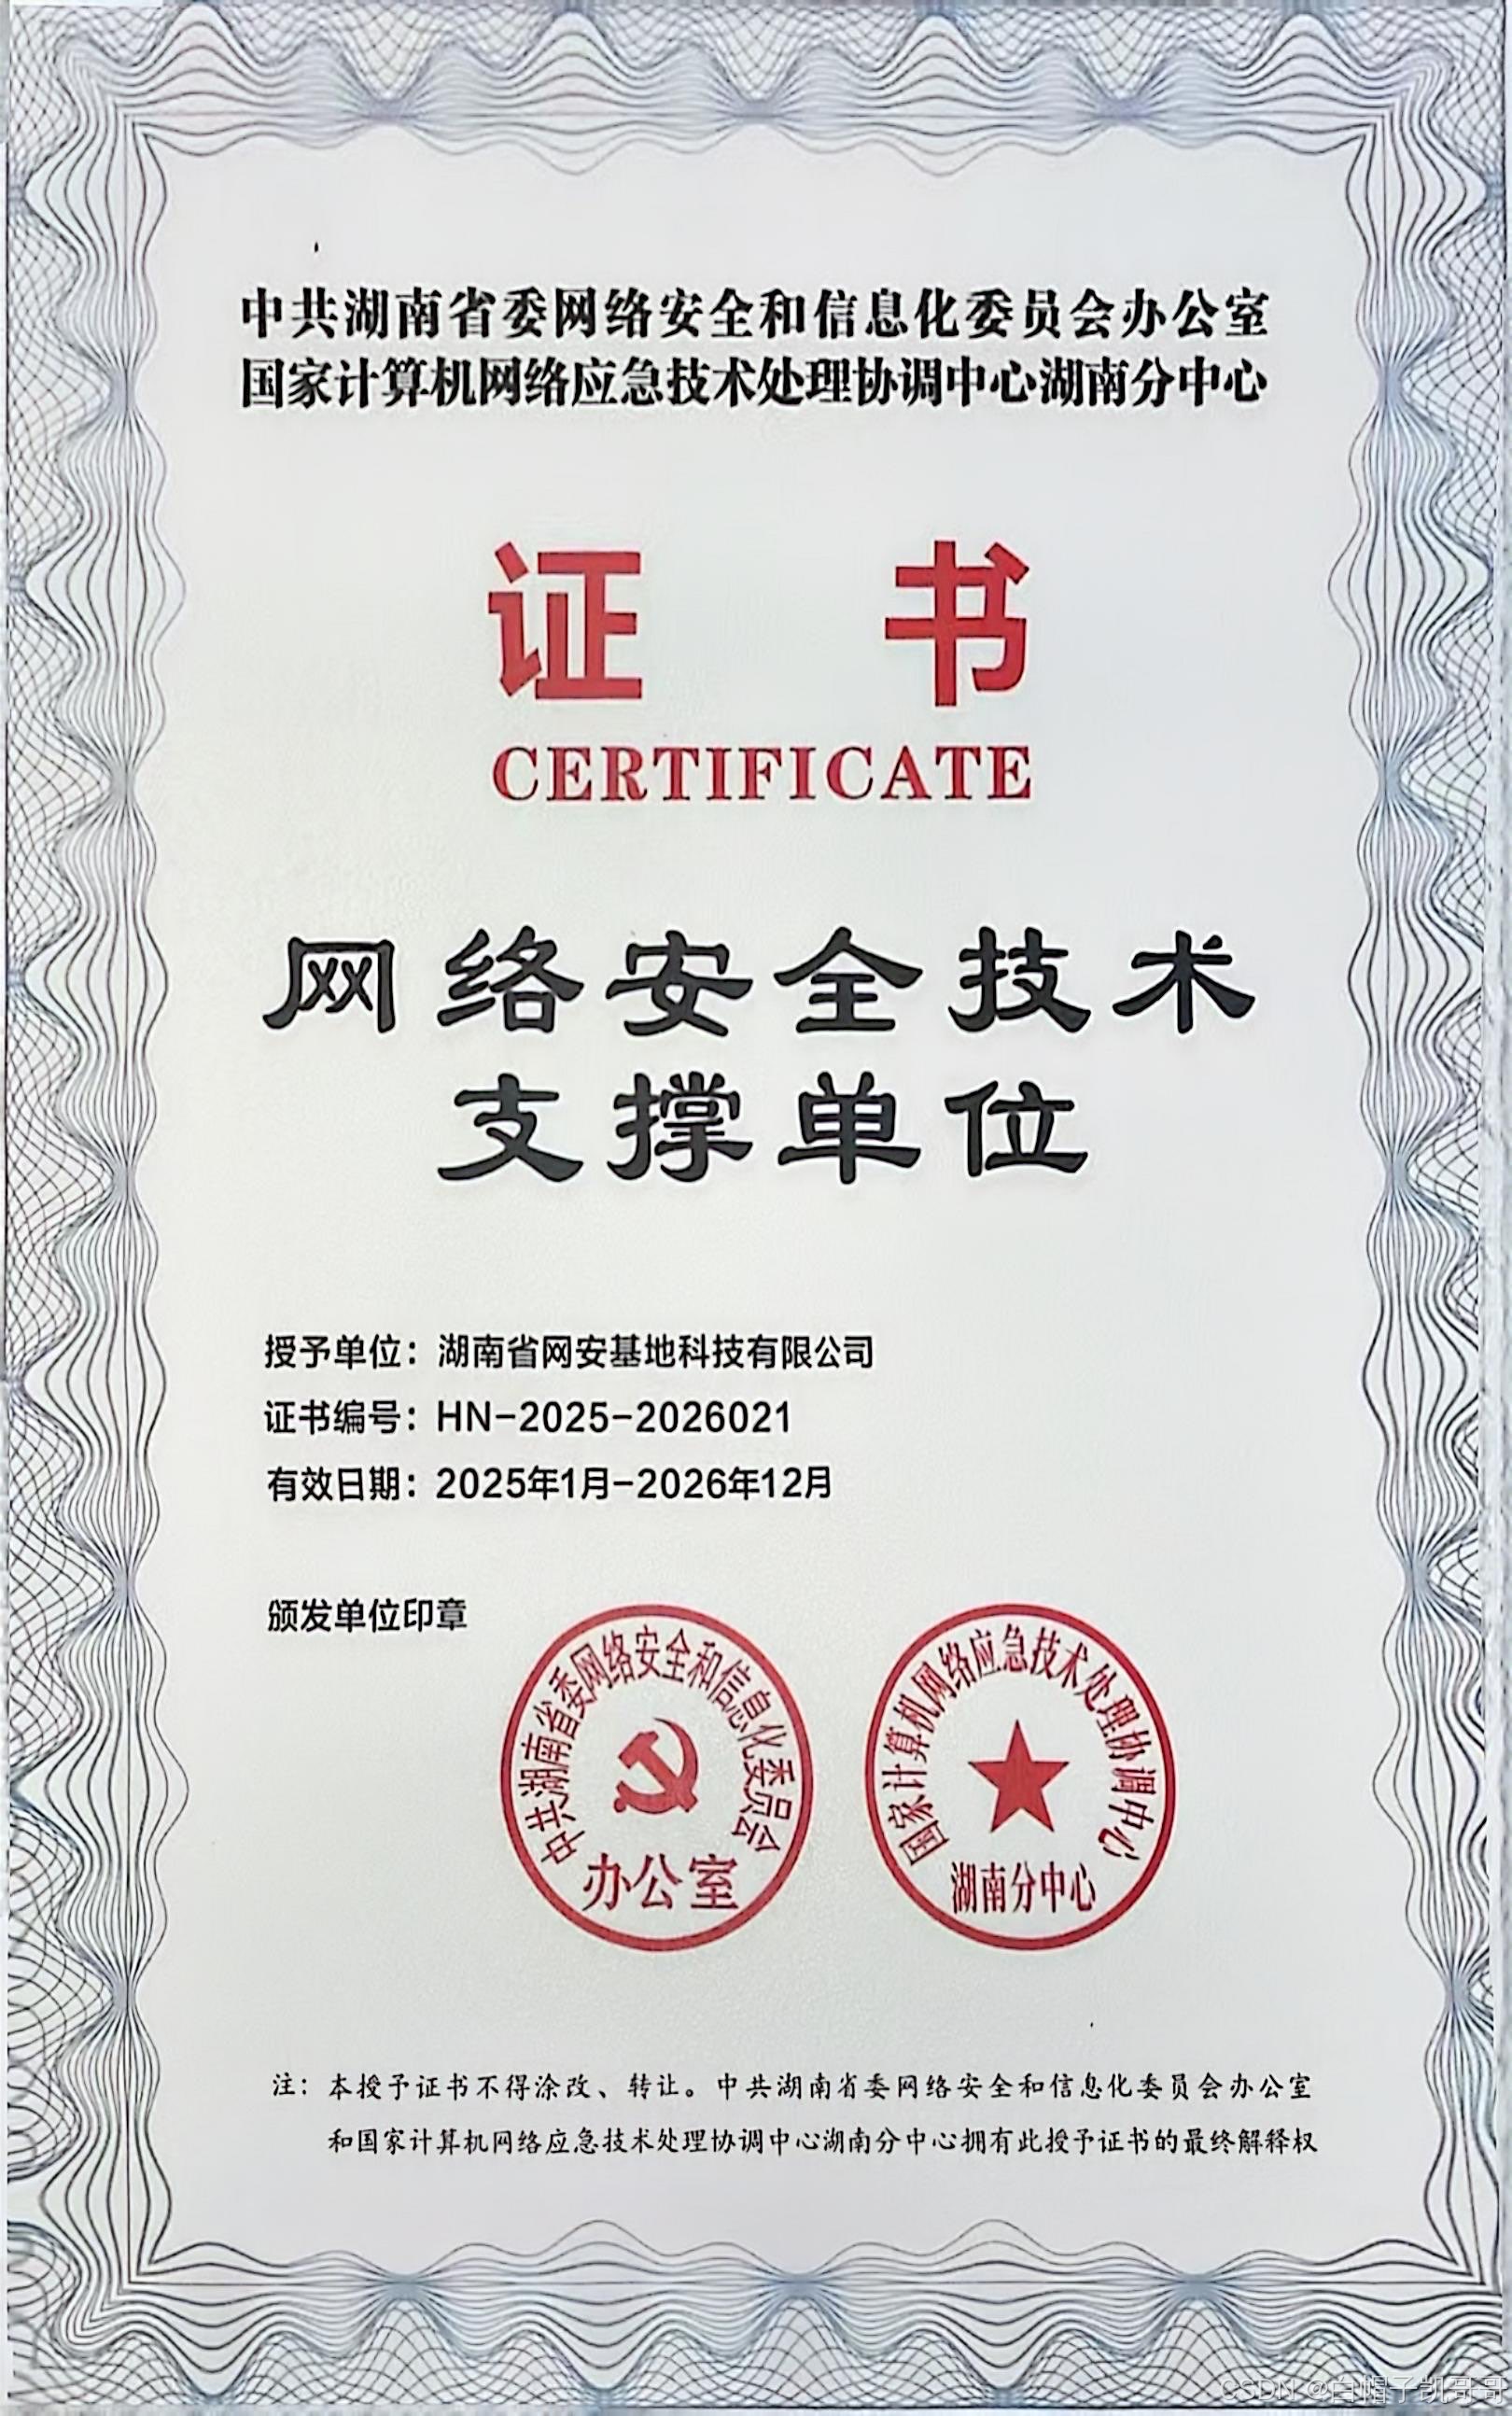 中共湖南省委网络安全和信息化委员会办公室
国家计算机网络应急技术处理协调中心湖南分中心
证书
CERTIFICATE
网络安全技术
支撑单位
授予单位：湖南省网安基地科技有限公司
证书编号：HN-2025-2026021
有效日期：2025年1月-2026年12月
颁发单位印章
中共湖南省委网络安全和信息化委员会
办公室
国家计算机网络应急技术处理协调中心
湖南分中心
注：本授予证书不得涂改、转让。中共湖南省委网络安全和信息化委员会办公室
和国家计算机网络应急技术处理协调中心湖南分中心拥有此授予证书的最终解释权
CSDN @白帽子凯哥哥